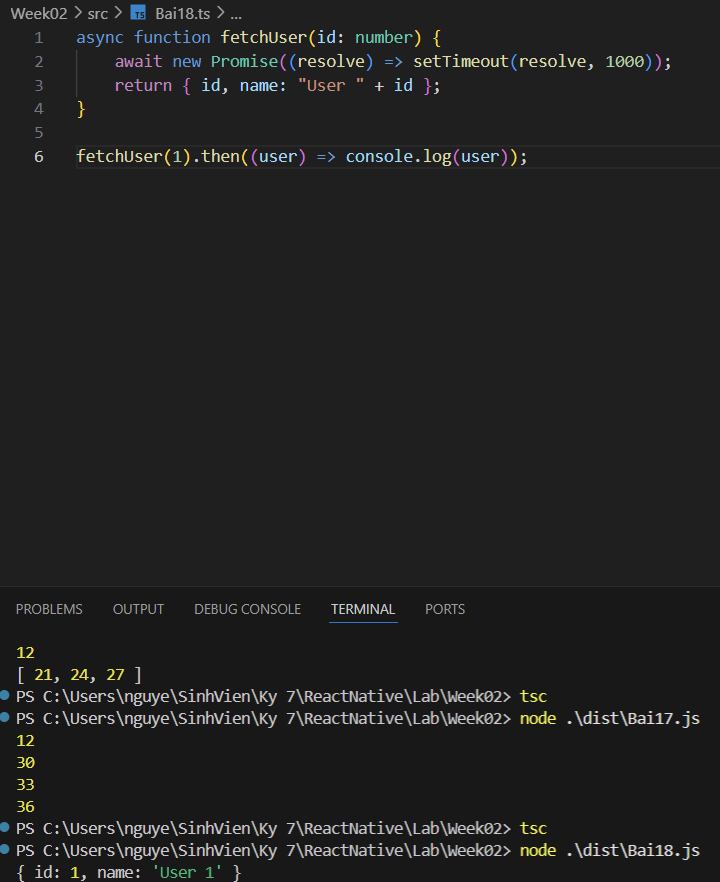 Week02 > src > TS Bai18.ts > ...
1 async function fetchUser(id: number) {
2     await new Promise((resolve) => setTimeout(resolve, 1000));
3     return { id, name: "User " + id };
4 }
5
6 fetchUser(1).then((user) => console.log(user));
PROBLEMS OUTPUT DEBUG CONSOLE TERMINAL PORTS
12
[ 21, 24, 27 ]
PS C:\Users\nguye\SinhVien\Ky 7\ReactNative\Lab\Week02> tsc
PS C:\Users\nguye\SinhVien\Ky 7\ReactNative\Lab\Week02> node .\dist\Bai17.js
12
30
33
36
PS C:\Users\nguye\SinhVien\Ky 7\ReactNative\Lab\Week02> tsc
PS C:\Users\nguye\SinhVien\Ky 7\ReactNative\Lab\Week02> node .\dist\Bai18.js
{ id: 1, name: 'User 1' }